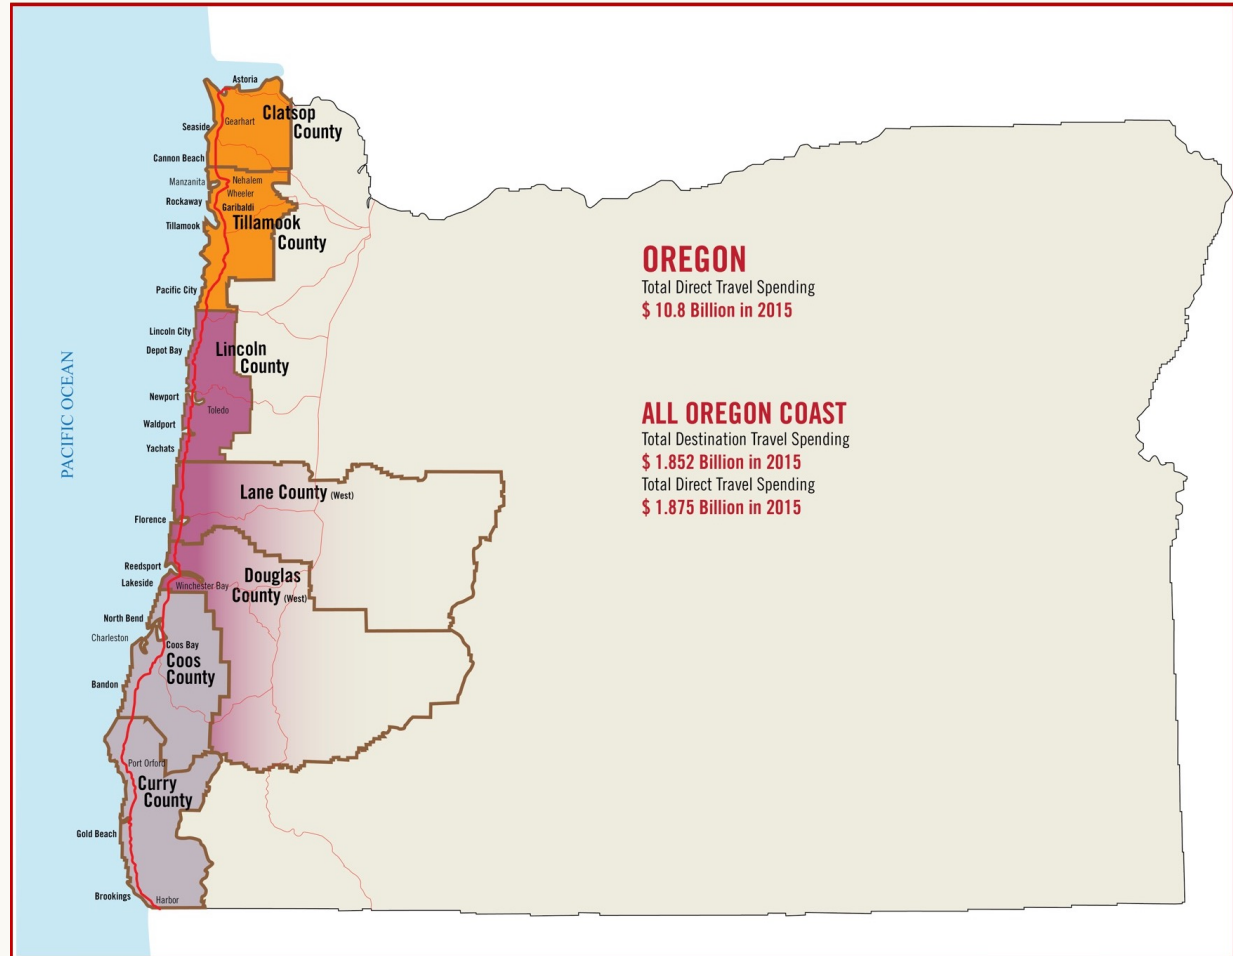 Astoria
Clatsop
County
Gearhart
Seaside
Cannon Beach
Manzanita
Nehalem
Wheeler
Rockaway
Garibaldi
Tillamook
Tillamook
County
Pacific City
Lincoln City
Depot Bay
Lincoln
County
Newport
Toledo
Waldport
Yachats
Lane County (West)
Florence
Reedsport
Lakeside
Winchester Bay
Douglas
County (West)
North Bend
Charleston
Coos Bay
Coos
County
Bandon
Port Orford
Curry
County
Gold Beach
Brookings
Harbor
PACIFIC OCEAN
OREGON
Total Direct Travel Spending
$ 10.8 Billion in 2015
ALL OREGON COAST
Total Destination Travel Spending
$ 1.852 Billion in 2015
Total Direct Travel Spending
$ 1.875 Billion in 2015